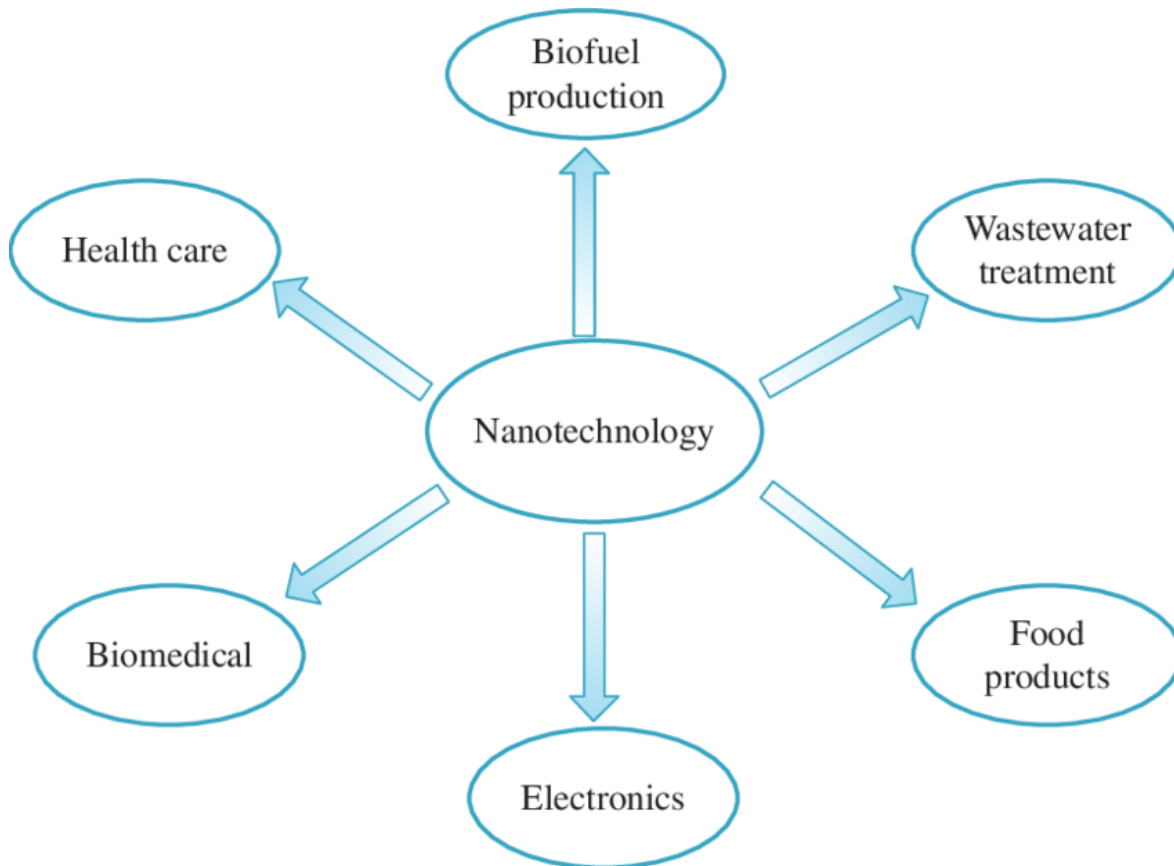 Biofuel
production
Health care
Wastewater
treatment
Nanotechnology
Biomedical
Food
products
Electronics